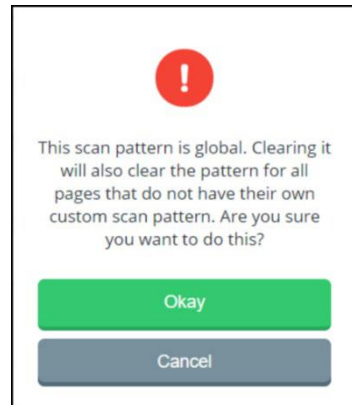 !
This scan pattern is global. Clearing it
will also clear the pattern for all
pages that do not have their own
custom scan pattern. Are you sure
you want to do this?
Okay
Cancel